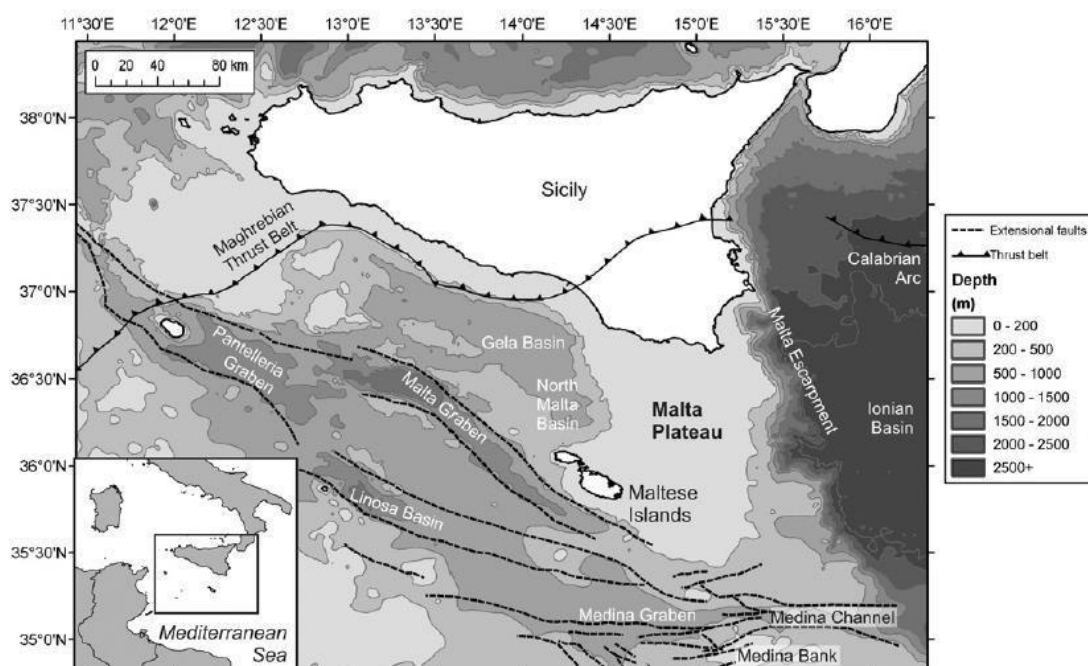 11°30'E 12°0'E 12°30'E 13°0'E 13°30'E 14°0'E 14°30'E 15°0'E 15°30'E 16°0'E
0 20 40 80 km
38°0'N
37°30'N
37°0'N
36°30'N
36°0'N
35°30'N
35°0'N
Sicily
Maghrebian
Thrust Belt
Calabrian
Arc
Pantelleria
Graben
Gela Basin
Malta Graben
North
Malta
Basin
Malta
Plateau
Malta Escarpment
Ionian
Basin
Maltese
Islands
Linosa Basin
Medina Graben
Medina Channel
Medina Bank
Mediterranean
Sea
Extensional faults
Thrust belt
Depth
(m)
0 - 200
200 - 500
500 - 1000
1000 - 1500
1500 - 2000
2000 - 2500
2500+